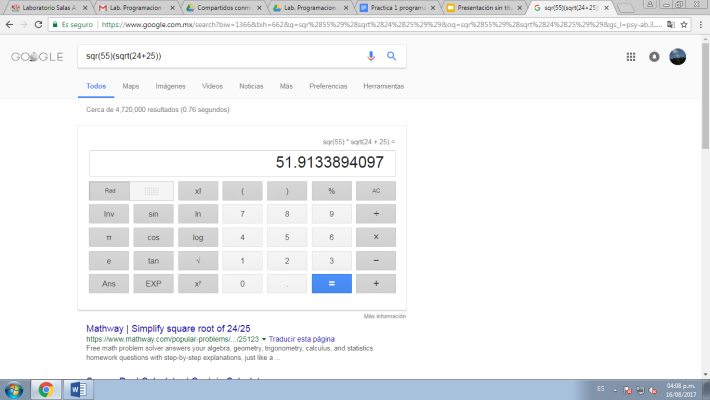 Laboratorio Salas A
Lab. Programacion
Compartidos conm
Lab. Programacion
Practica 1 program
Presentación sin tit
sqr(55)(sqrt(24+25))
Es seguro https://www.google.com.mx/search?biw=1366&bih=662&q=sqr%2855%29%28sqrt%2824%2B25%29%29&oq=sqr%2855%29%28sqrt%2824%2B25%29%29&gs_l=psy-ab.3....
GOOGLE
sqr(55)(sqrt(24+25))
Todos Maps Imágenes Videos Noticias Más Preferencias Herramientas
Cerca de 4,720,000 resultados (0.76 segundos)
sqr(55) * sqrt(24 + 25) =
51.9133894097
Rad x! ( ) % AC
Inv sin ln 7 8 9 ÷
π cos log 4 5 6 ×
e tan √ 1 2 3 −
Ans EXP xʸ 0 . = +
Más información
Mathway | Simplify square root of 24/25
https://www.mathway.com/popular-problems/.../25123 Traducir esta página
Free math problem solver answers your algebra, geometry, trigonometry, calculus, and statistics
homework questions with step-by-step explanations, just like a ...
ES
04:08 p.m.
16/08/2017